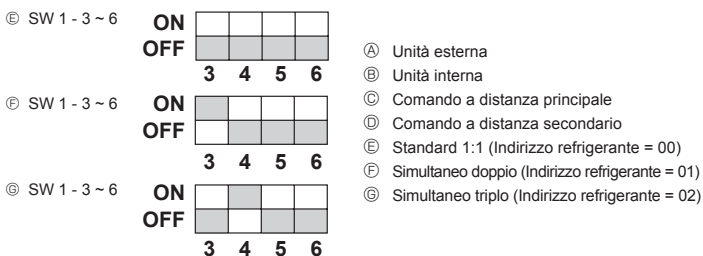 Ⓔ SW 1 - 3 ~ 6
ON
OFF
3 4 5 6
Ⓕ SW 1 - 3 ~ 6
ON
OFF
3 4 5 6
Ⓖ SW 1 - 3 ~ 6
ON
OFF
3 4 5 6
Ⓐ Unità esterna
Ⓑ Unità interna
Ⓒ Comando a distanza principale
Ⓓ Comando a distanza secondario
Ⓔ Standard 1:1 (Indirizzo refrigerante = 00)
Ⓕ Simultaneo doppio (Indirizzo refrigerante = 01)
Ⓖ Simultaneo triplo (Indirizzo refrigerante = 02)